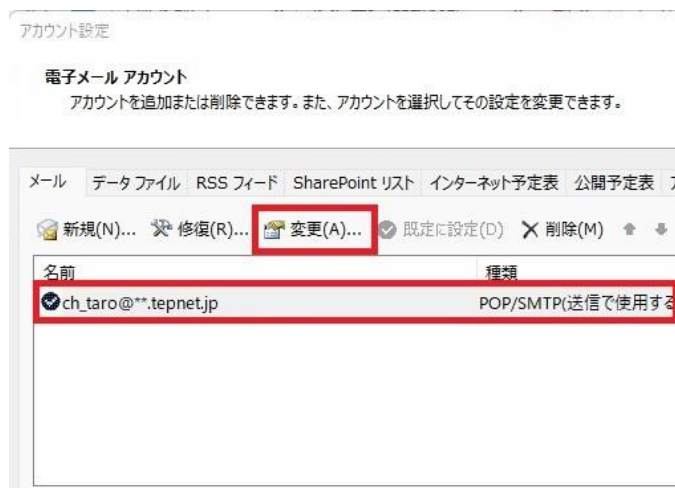 アカウント設定
電子メール アカウント
アカウントを追加または削除できます。また、アカウントを選択してその設定を変更できます。
メール データ ファイル RSS フィード SharePoint リスト インターネット予定表 公開予定表
新規(N)... 修復(R)... 変更(A)... 既定に設定(D) 削除(M)
名前 種類
ch_taro@**.tepnet.jp POP/SMTP(送信で使用する